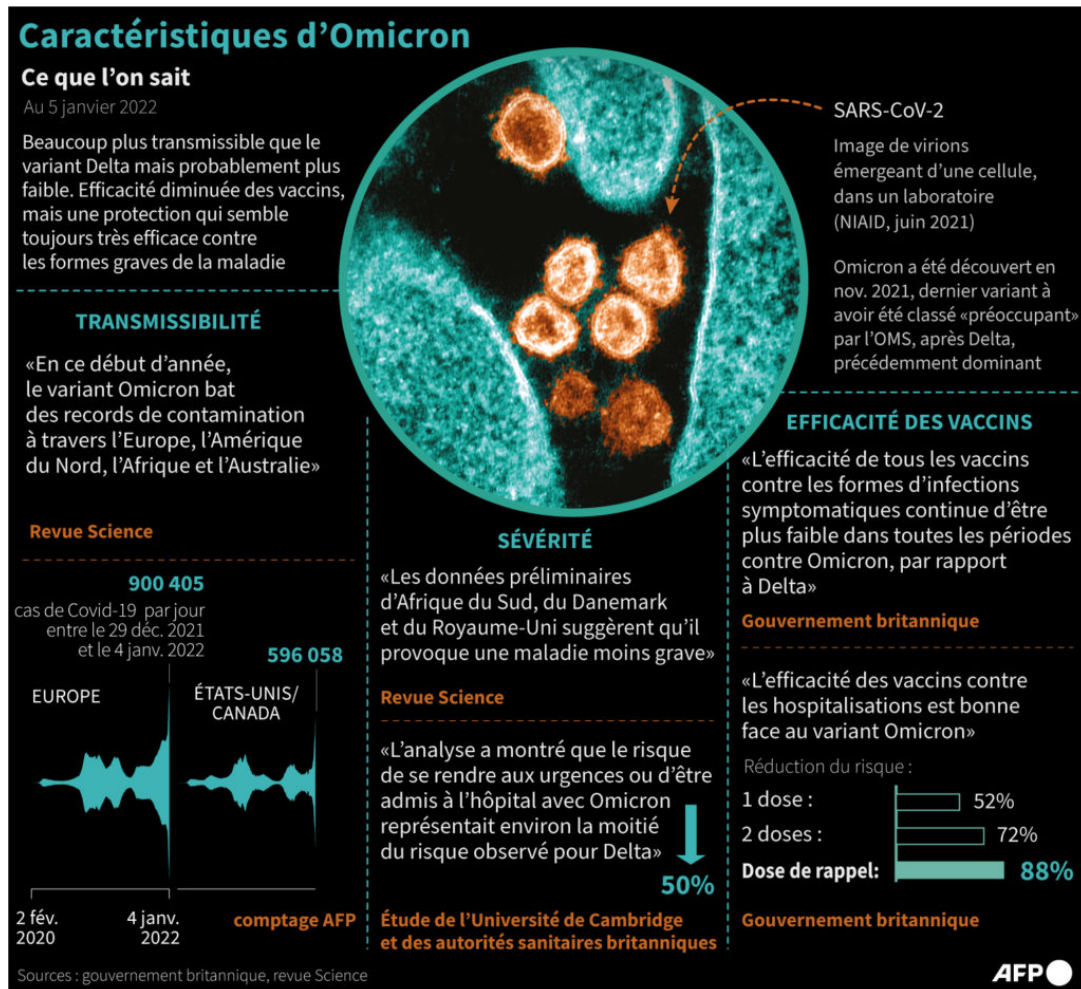 Caractéristiques d’Omicron
Ce que l’on sait
Au 5 janvier 2022
Beaucoup plus transmissible que le
variant Delta mais probablement plus
faible. Efficacité diminuée des vaccins,
mais une protection qui semble
toujours très efficace contre
les formes graves de la maladie
SARS-CoV-2
Image de virions
émergeant d’une cellule,
dans un laboratoire
(NIAID, juin 2021)
Omicron a été découvert en
nov. 2021, dernier variant à
avoir été classé «préoccupant»
par l’OMS, après Delta,
précédemment dominant
TRANSMISSIBILITÉ
«En ce début d’année,
le variant Omicron bat
des records de contamination
à travers l’Europe, l’Amérique
du Nord, l’Afrique et l’Australie»
Revue Science
900 405
cas de Covid-19 par jour
entre le 29 déc. 2021
et le 4 janv. 2022
596 058
EUROPE
ÉTATS-UNIS/
CANADA
2 fév.
2020
4 janv.
2022
comptage AFP
SÉVÉRITÉ
«Les données préliminaires
d’Afrique du Sud, du Danemark
et du Royaume-Uni suggèrent qu’il
provoque une maladie moins grave»
Revue Science
«L’analyse a montré que le risque
de se rendre aux urgences ou d’être
admis à l’hôpital avec Omicron
représentait environ la moitié
du risque observé pour Delta»
50%
Étude de l’Université de Cambridge
et des autorités sanitaires britanniques
EFFICACITÉ DES VACCINS
«L’efficacité de tous les vaccins
contre les formes d’infections
symptomatiques continue d’être
plus faible dans toutes les périodes
contre Omicron, par rapport
à Delta»
Gouvernement britannique
«L’efficacité des vaccins contre
les hospitalisations est bonne
face au variant Omicron»
Réduction du risque :
1 dose : 52%
2 doses : 72%
Dose de rappel: 88%
Gouvernement britannique
Sources : gouvernement britannique, revue Science
AFP